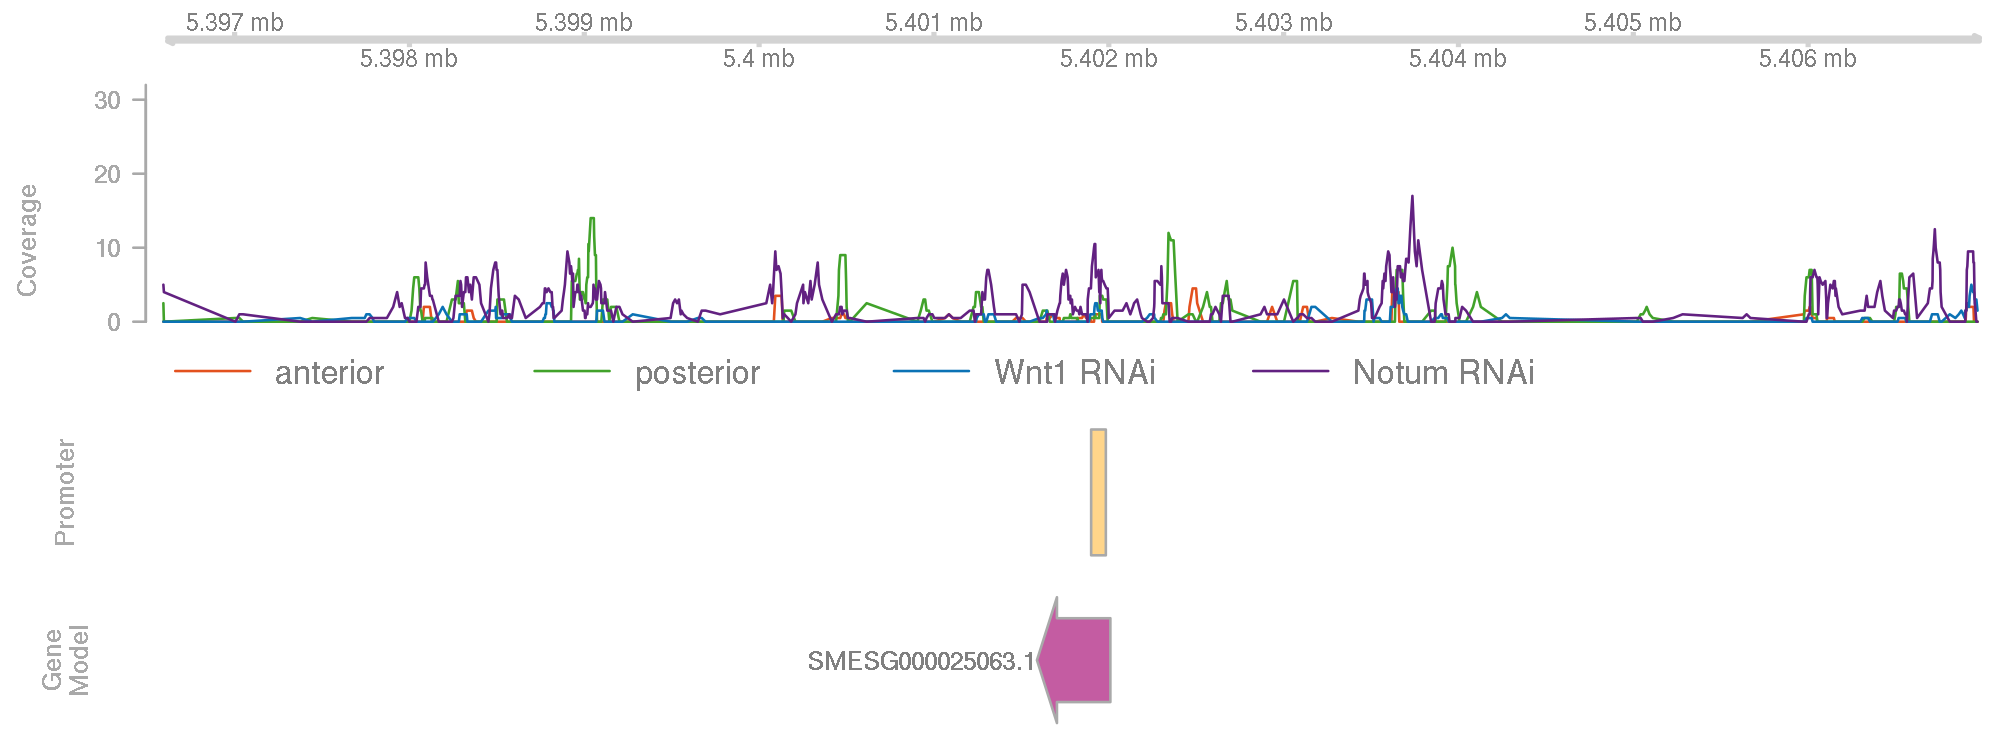 5.397 mb 5.399 mb 5.401 mb 5.403 mb 5.405 mb
5.398 mb 5.4 mb 5.402 mb 5.404 mb 5.406 mb
Coverage
30
20
10
0
anterior posterior Wnt1 RNAi Notum RNAi
Promoter
Gene
Model
SMESG000025063.1